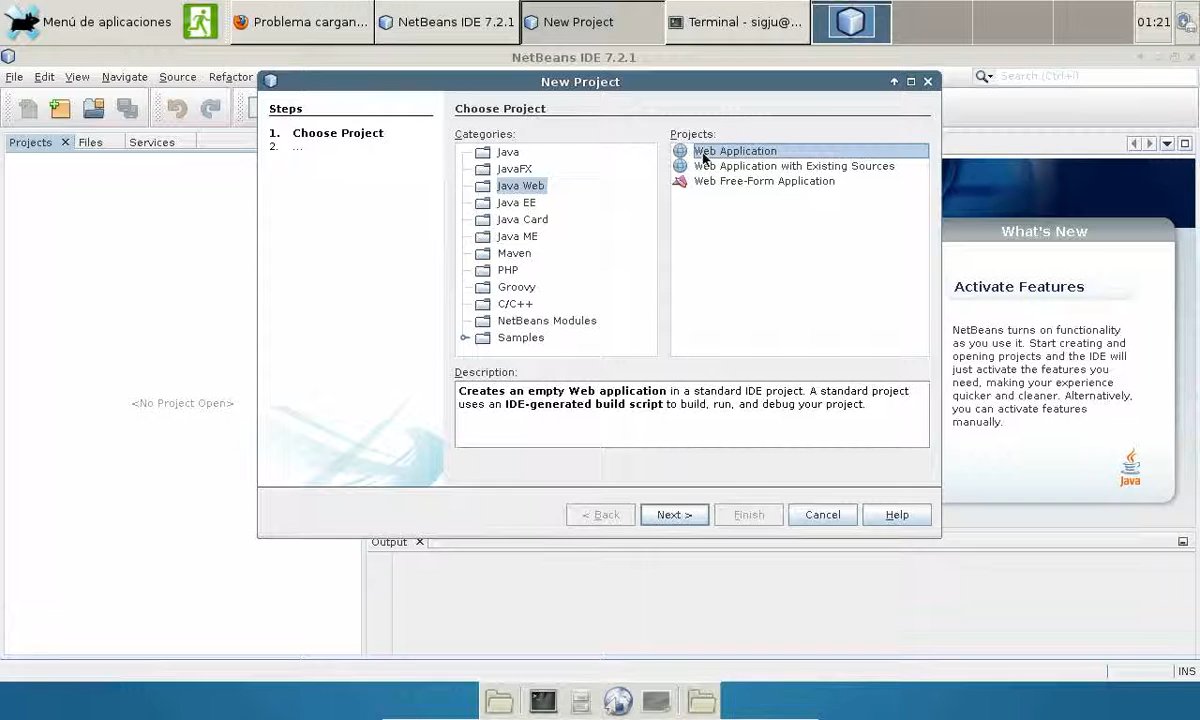 Menú de aplicaciones
Problema cargan...
NetBeans IDE 7.2.1
New Project
Terminal - sigju@...
01:21
NetBeans IDE 7.2.1
File Edit View Navigate Source Refactor
Search (Ctrl+I)
New Project
Steps
1. Choose Project
2. ...
Choose Project
Categories:
Java
JavaFX
Java Web
Java EE
Java Card
Java ME
Maven
PHP
Groovy
C/C++
NetBeans Modules
Samples
Projects:
Web Application
Web Application with Existing Sources
Web Free-Form Application
Description:
Creates an empty Web application in a standard IDE project. A standard project
uses an IDE-generated build script to build, run, and debug your project.
< Back
Next >
Finish
Cancel
Help
Projects
Files
Services
<No Project Open>
What's New
Activate Features
NetBeans turns on functionality
as you use it. Start creating and
opening projects and the IDE will
just activate the features you
need, making your experience
quicker and cleaner. Alternatively,
you can activate features
manually.
Java
Output
INS